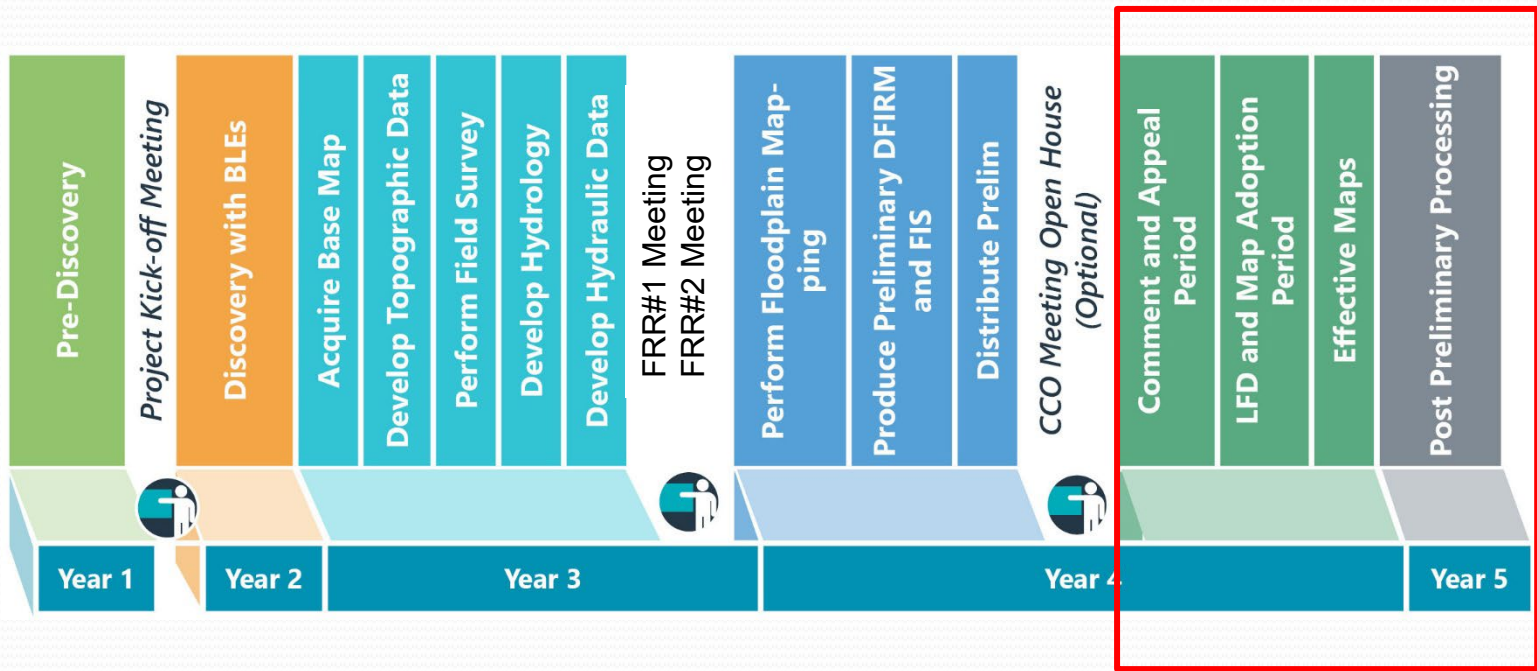 Pre-Discovery
Project Kick-off Meeting
Discovery with BLEs
Acquire Base Map
Develop Topographic Data
Perform Field Survey
Develop Hydrology
Develop Hydraulic Data
FRR#1 Meeting
FRR#2 Meeting
Perform Floodplain Map-
ping
Produce Preliminary DFIRM
and FIS
Distribute Prelim
CCO Meeting Open House
(Optional)
Comment and Appeal
Period
LFD and Map Adoption
Period
Effective Maps
Post Preliminary Processing
Year 1
Year 2
Year 3
Year 4
Year 5